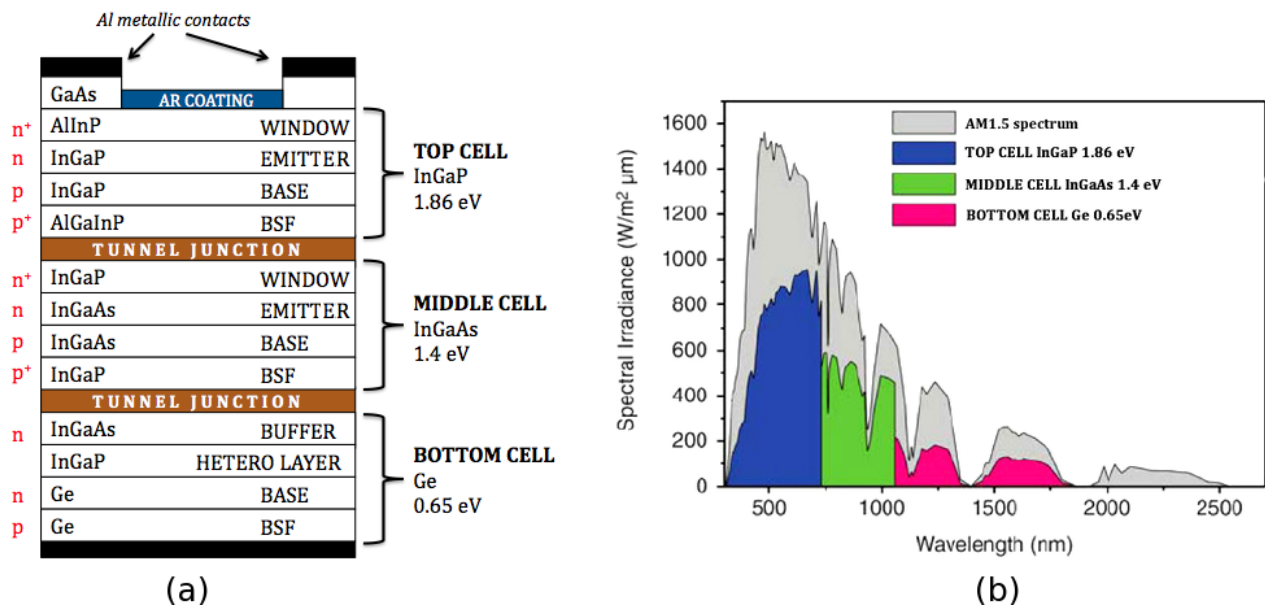 Al metallic contacts
GaAs
AR COATING
n+ AlInP WINDOW
n InGaP EMITTER
p InGaP BASE
p+ AlGaInP BSF
TOP CELL
InGaP
1.86 eV
TUNNEL JUNCTION
n+ InGaP WINDOW
n InGaAs EMITTER
p InGaAs BASE
p+ InGaP BSF
MIDDLE CELL
InGaAs
1.4 eV
TUNNEL JUNCTION
n InGaAs BUFFER
InGaP HETERO LAYER
n Ge BASE
p Ge BSF
BOTTOM CELL
Ge
0.65 eV
(a)
AM1.5 spectrum
TOP CELL InGaP 1.86 eV
MIDDLE CELL InGaAs 1.4 eV
BOTTOM CELL Ge 0.65eV
Spectral Irradiance (W/m² µm)
1600
1400
1200
1000
800
600
400
200
0
500 1000 1500 2000 2500
Wavelength (nm)
(b)